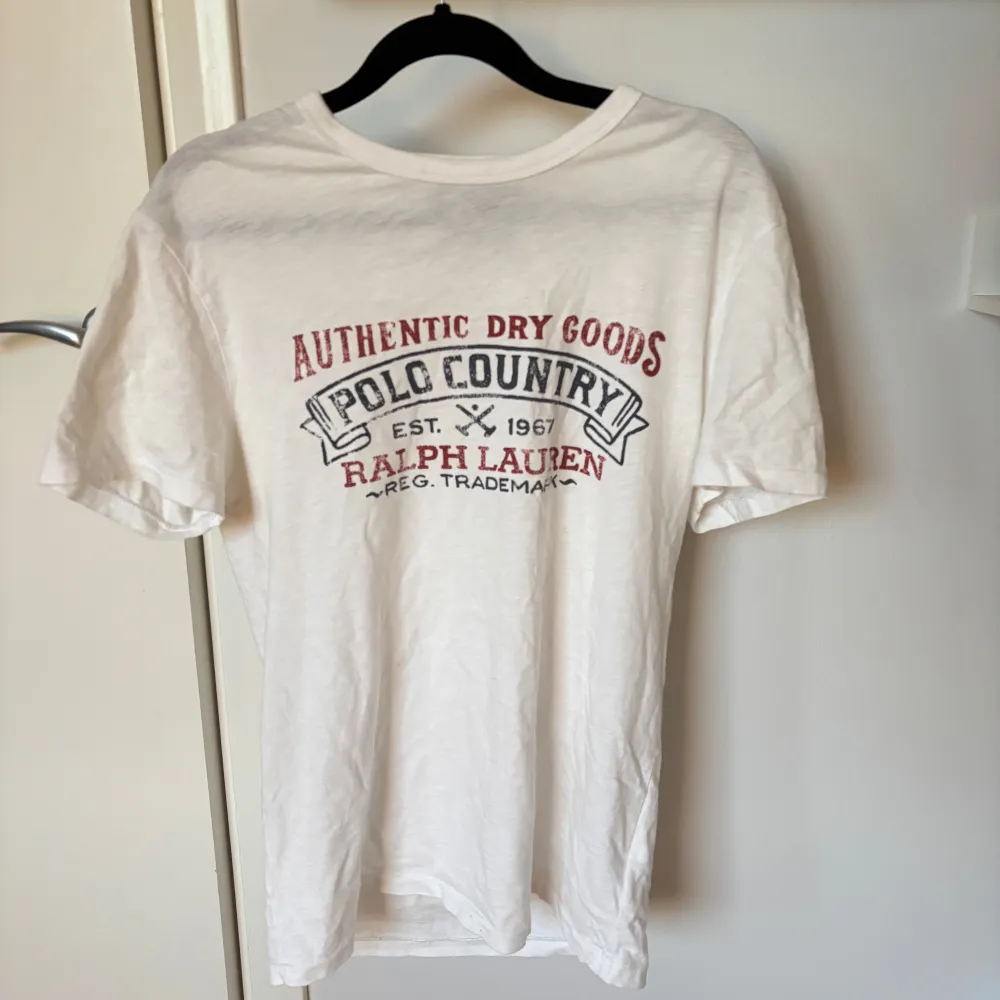 AUTHENTIC DRY GOODS
POLO COUNTRY
EST. 1967
RALPH LAUREN
~REG. TRADEMARK~